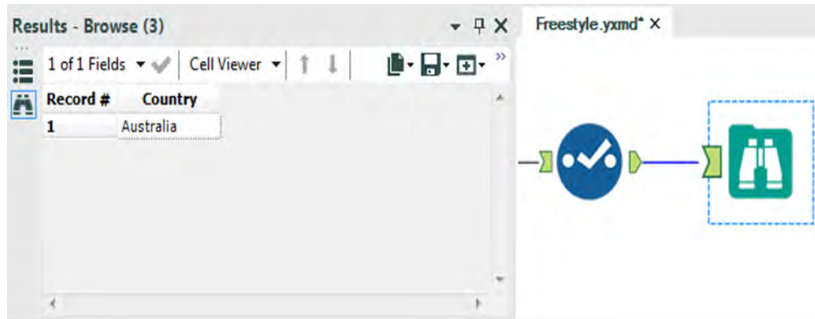 Results - Browse (3)
Freestyle.yxmd* X
1 of 1 Fields
Cell Viewer
Record #
Country
1
Australia